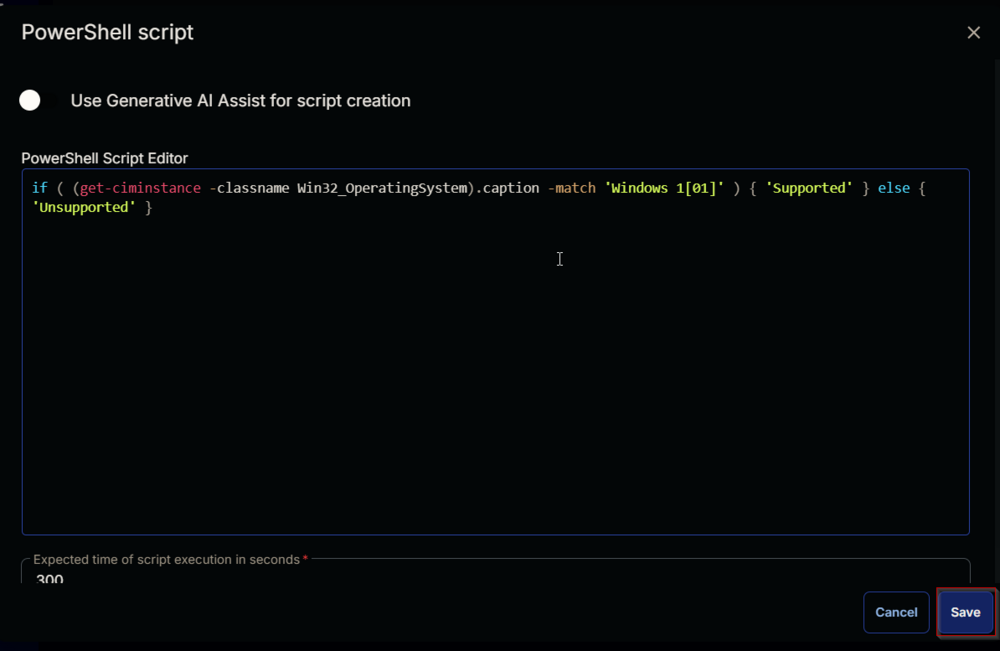 PowerShell script
Use Generative AI Assist for script creation
PowerShell Script Editor
if ( (get-ciminstance -classname Win32_OperatingSystem).caption -match 'Windows 1[01]' ) { 'Supported' } else {
'Unsupported' }
Expected time of script execution in seconds *
300
Cancel
Save